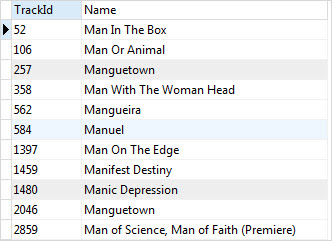 TrackId Name
52 Man In The Box
106 Man Or Animal
257 Manguetown
358 Man With The Woman Head
562 Mangueira
584 Manuel
1397 Man On The Edge
1459 Manifest Destiny
1480 Manic Depression
2046 Manguetown
2859 Man of Science, Man of Faith (Premiere)